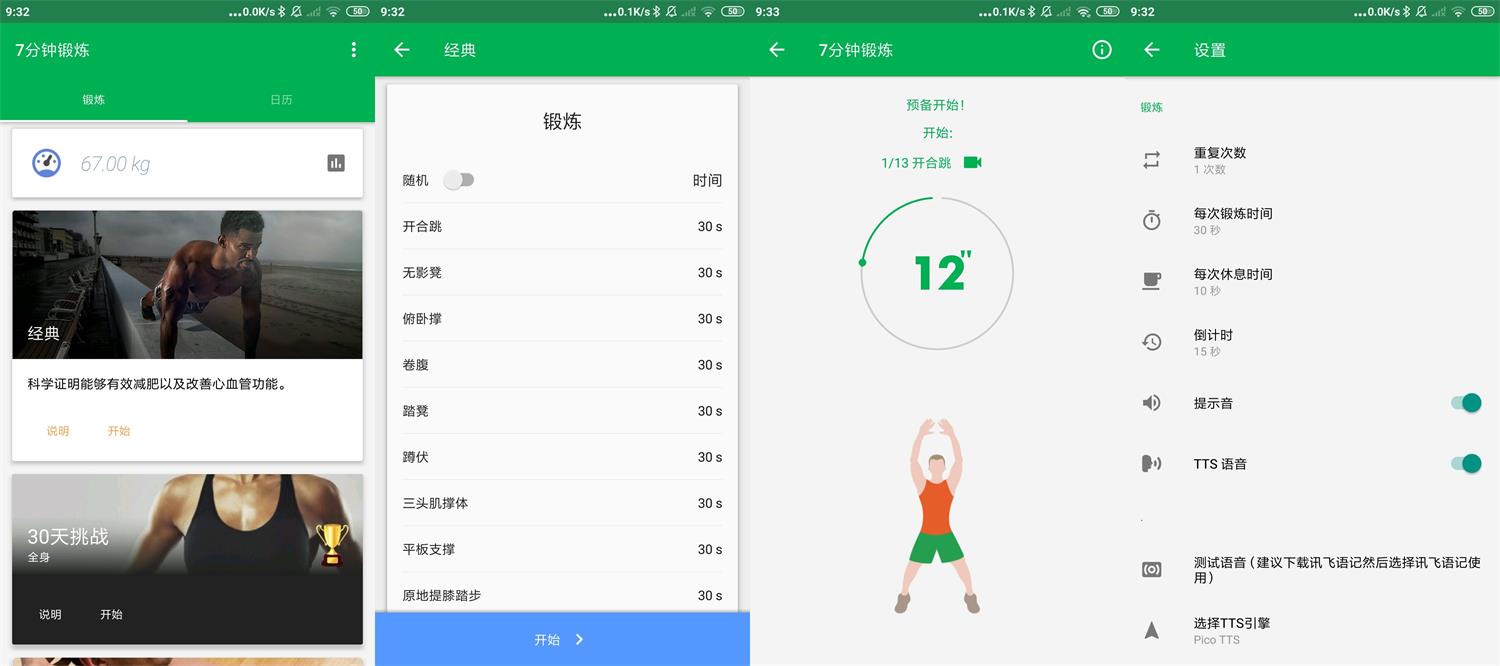 9:32
...0.0K/s
50
7分钟锻炼
锻炼
日历
67.00 kg
经典
科学证明能够有效减肥以及改善心血管功能。
说明
开始
30天挑战
全身
说明
开始
9:32
...0.1K/s
50
经典
锻炼
随机
时间
开合跳
30 s
无影凳
30 s
俯卧撑
30 s
卷腹
30 s
踏凳
30 s
蹲伏
30 s
三头肌撑体
30 s
平板支撑
30 s
原地提膝踏步
30 s
开始
9:33
...0.1K/s
50
7分钟锻炼
预备开始!
开始:
1/13 开合跳
12"
9:32
...0.0K/s
50
设置
锻炼
重复次数
1 次数
每次锻炼时间
30 秒
每次休息时间
10 秒
倒计时
15 秒
提示音
TTS 语音
.
测试语音 ( 建议下载讯飞语记然后选择讯飞语记使
用 )
选择TTS引擎
Pico TTS